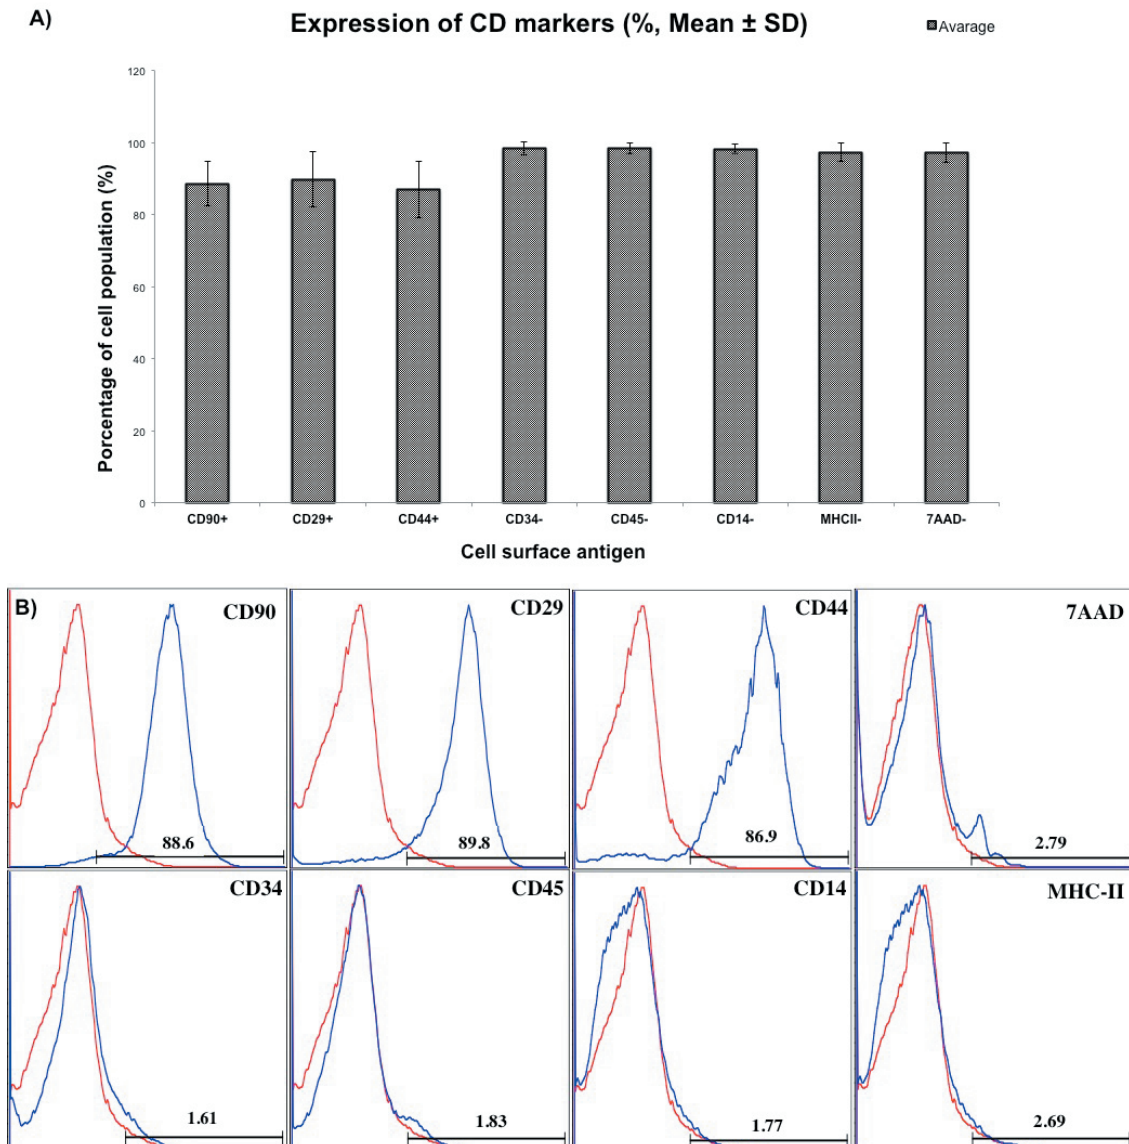 A)
Expression of CD markers (%, Mean ± SD)
Avarage
Porcentage of cell population (%)
120
100
80
60
40
20
0
CD90+ CD29+ CD44+ CD34- CD45- CD14- MHCII- 7AAD-
Cell surface antigen
B)
CD90
88.6
CD29
89.8
CD44
86.9
7AAD
2.79
CD34
1.61
CD45
1.83
CD14
1.77
MHC-II
2.69